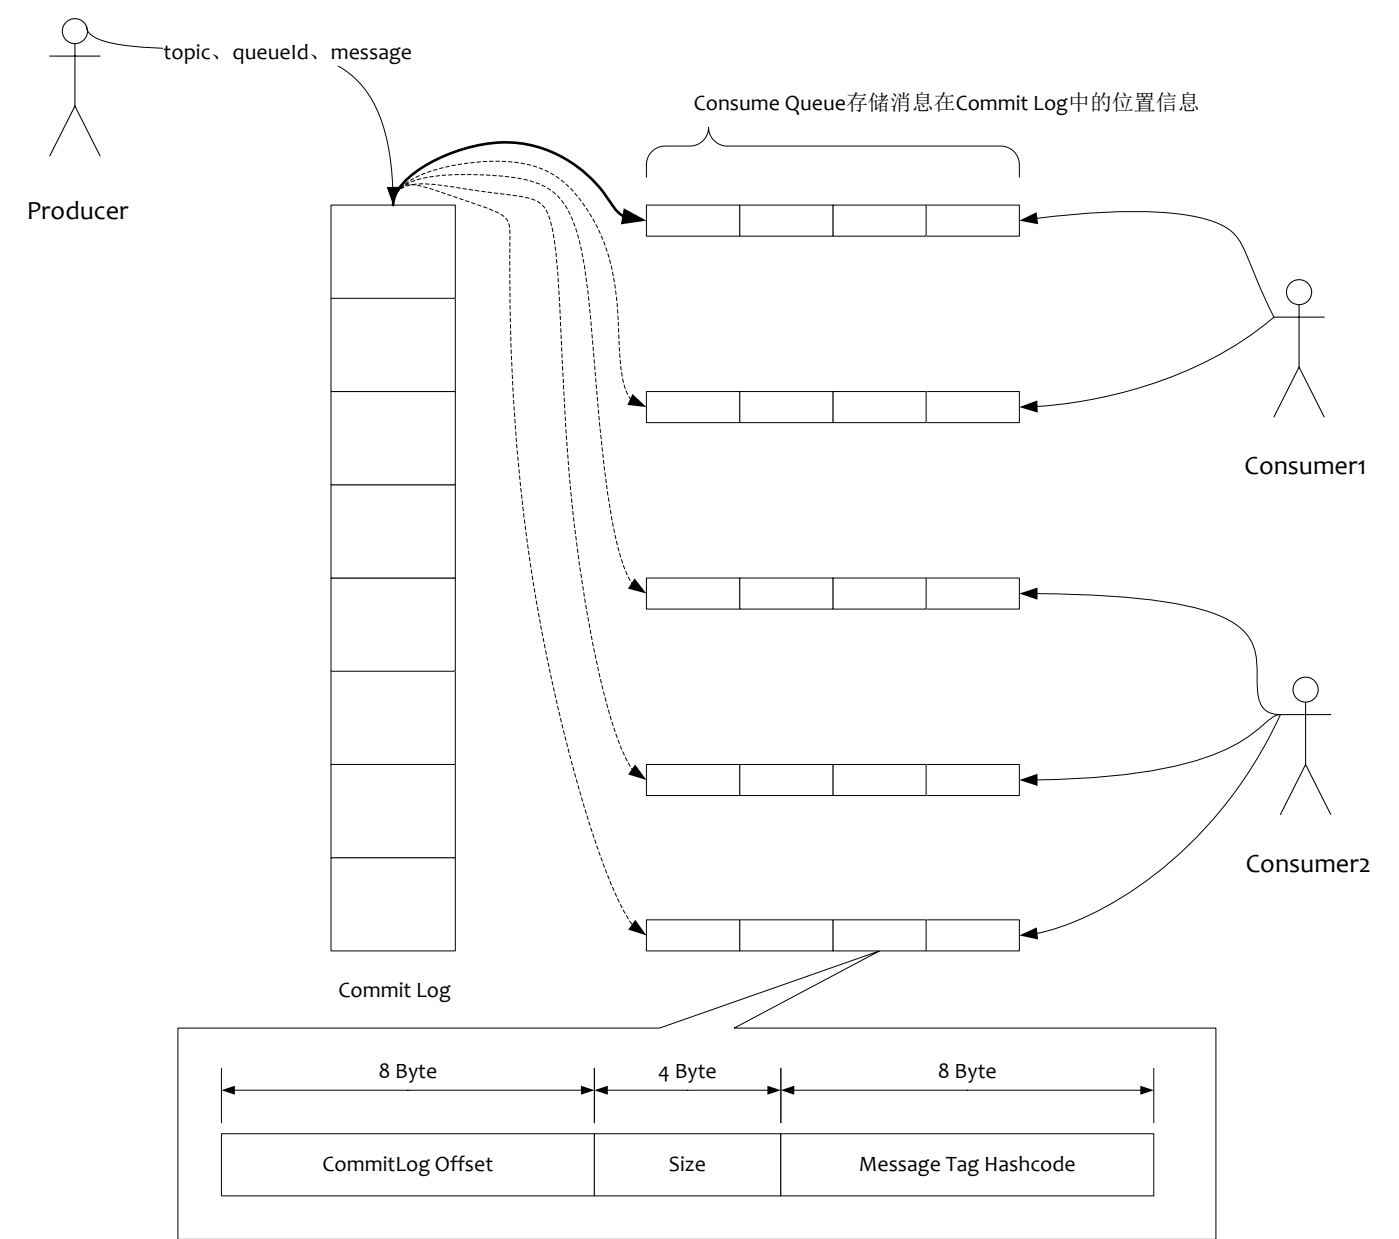 topic、queueId、message
Consume Queue存储消息在Commit Log中的位置信息
Producer
Consumer1
Consumer2
Commit Log
8 Byte
4 Byte
8 Byte
CommitLog Offset
Size
Message Tag Hashcode